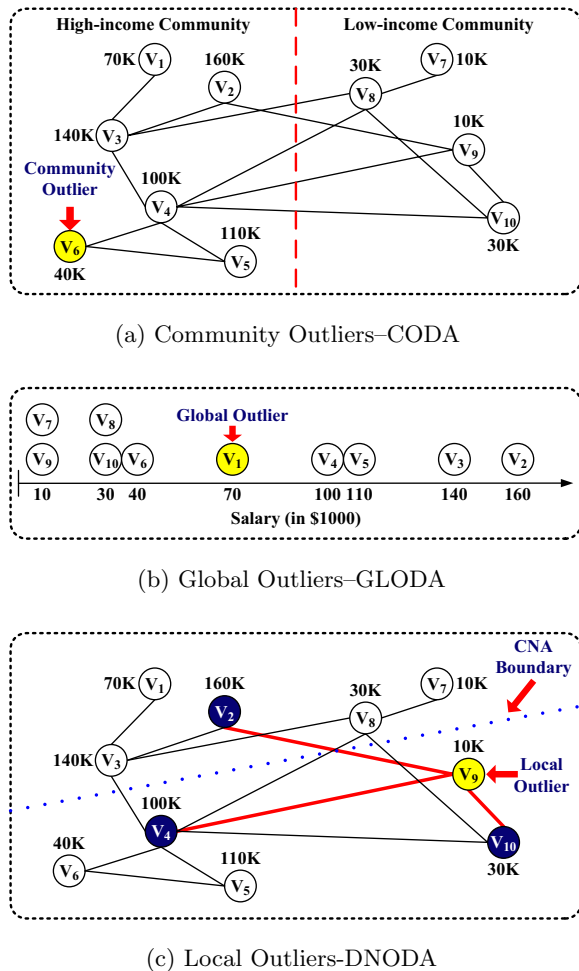 High-income Community
Low-income Community
70K V1
160K
V2
30K
V8
V7 10K
140K V3
10K
V9
Community
Outlier
100K
V4
V10
30K
V6
40K
110K
V5
(a) Community Outliers–CODA
V7 V8
Global Outlier
V9 V10 V6 V1 V4 V5 V3 V2
10 30 40 70 100 110 140 160
Salary (in $1000)
(b) Global Outliers–GLODA
CNA
Boundary
70K V1
160K
V2
30K
V8
V7 10K
140K V3
10K
V9
Local
Outlier
100K
V4
V10
30K
40K
V6
110K
V5
(c) Local Outliers-DNODA